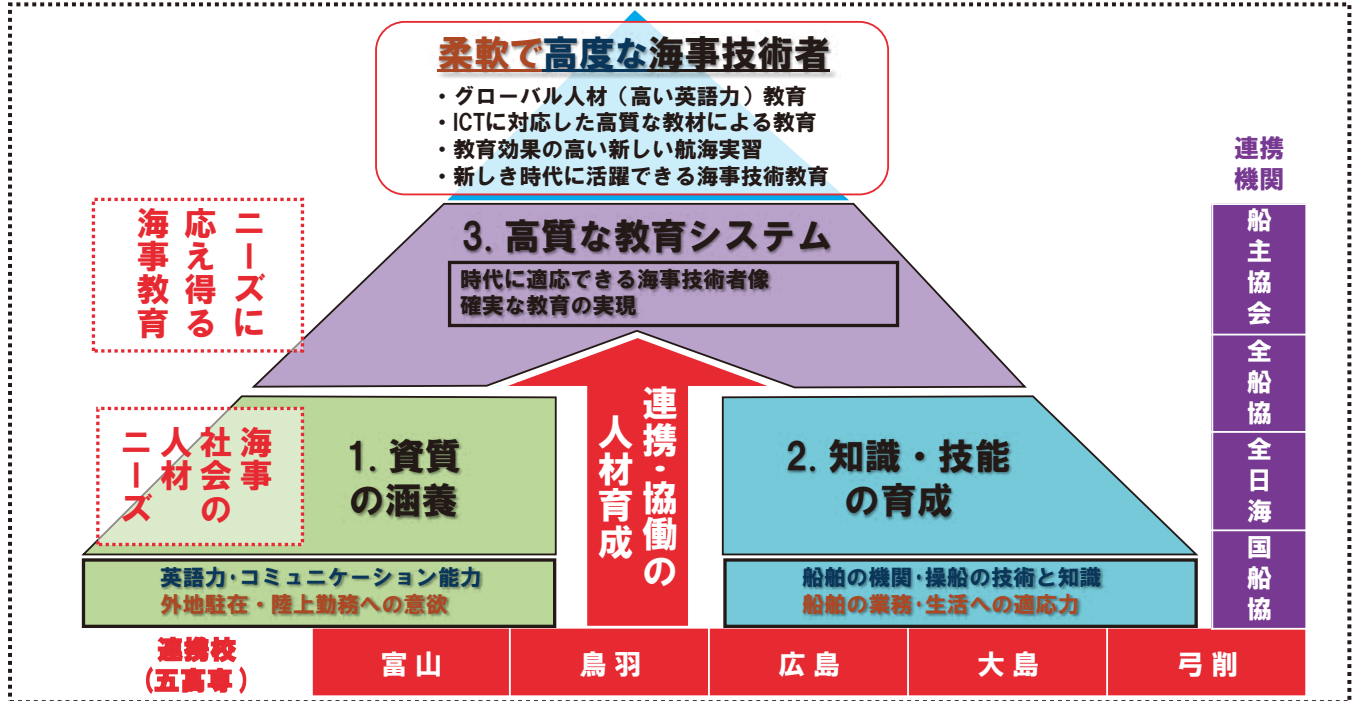 柔軟で高度な海事技術者
・グローバル人材（高い英語力）教育
・ICTに対応した高質な教材による教育
・教育効果の高い新しい航海実習
・新しき時代に活躍できる海事技術教育
連携
機関
ニーズに
応え得る
海事教育
3. 高質な教育システム
時代に適応できる海事技術者像
確実な教育の実現
船主協会
全船協
全日海
国船協
海事
社会の
人材
ニーズ
1. 資質
の涵養
連携・協働の
人材育成
2. 知識・技能
の育成
英語力・コミュニケーション能力
外地駐在・陸上勤務への意欲
船舶の機関・操船の技術と知識
船舶の業務・生活への適応力
連携校
(五高専)
富山
鳥羽
広島
大島
弓削